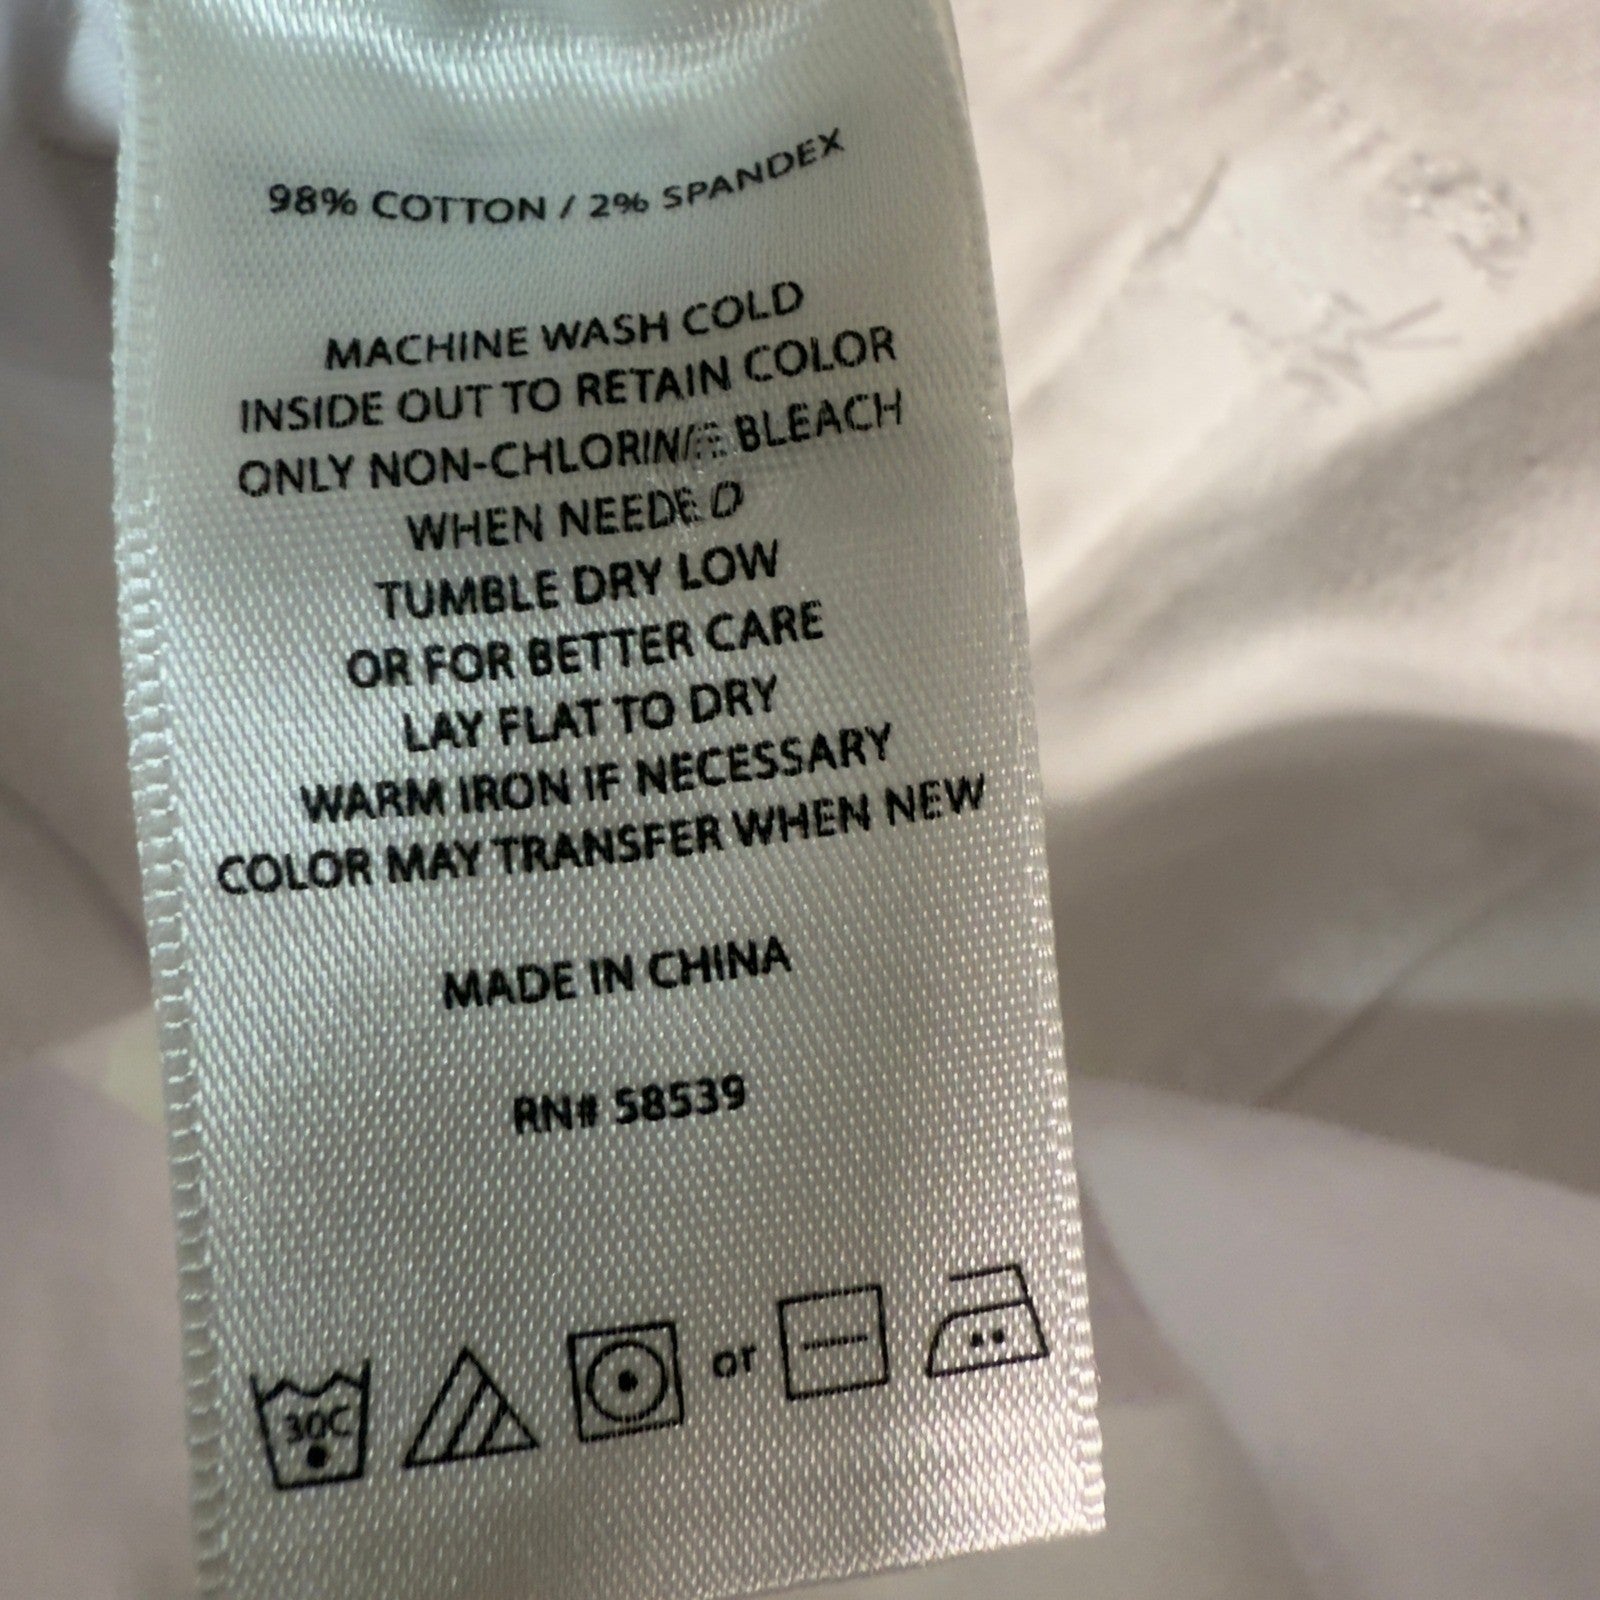 98% COTTON / 2% SPANDEX
MACHINE WASH COLD
INSIDE OUT TO RETAIN COLOR
ONLY NON-CHLORINE BLEACH
WHEN NEEDED
TUMBLE DRY LOW
OR FOR BETTER CARE
LAY FLAT TO DRY
WARM IRON IF NECESSARY
COLOR MAY TRANSFER WHEN NEW
MADE IN CHINA
RN# 58539
30C
or